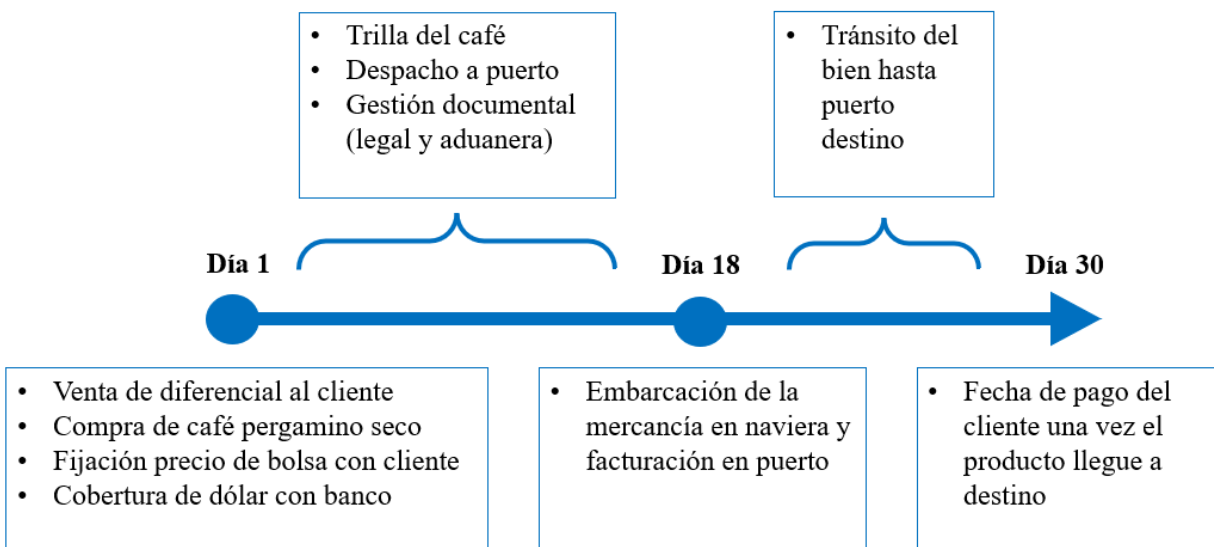 • Trilla del café
• Despacho a puerto
• Gestión documental
(legal y aduanera)
• Tránsito del
bien hasta
puerto
destino
Día 1
Día 18
Día 30
• Venta de diferencial al cliente
• Compra de café pergamino seco
• Fijación precio de bolsa con cliente
• Cobertura de dólar con banco
• Embarcación de la
mercancía en naviera y
facturación en puerto
• Fecha de pago del
cliente una vez el
producto llegue a
destino